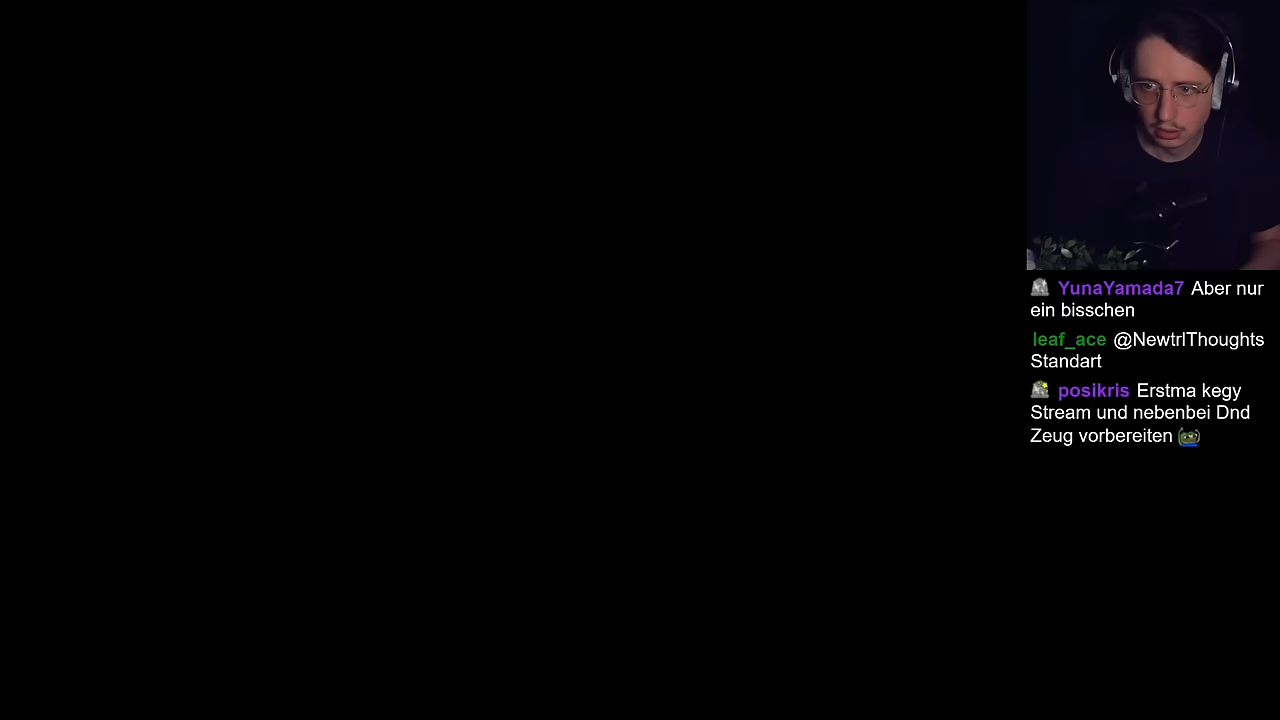 YunaYamada7 Aber nur
ein bisschen
leaf_ace @NewtrlThoughts
Standart
posikris Erstma kegy
Stream und nebenbei Dnd
Zeug vorbereiten